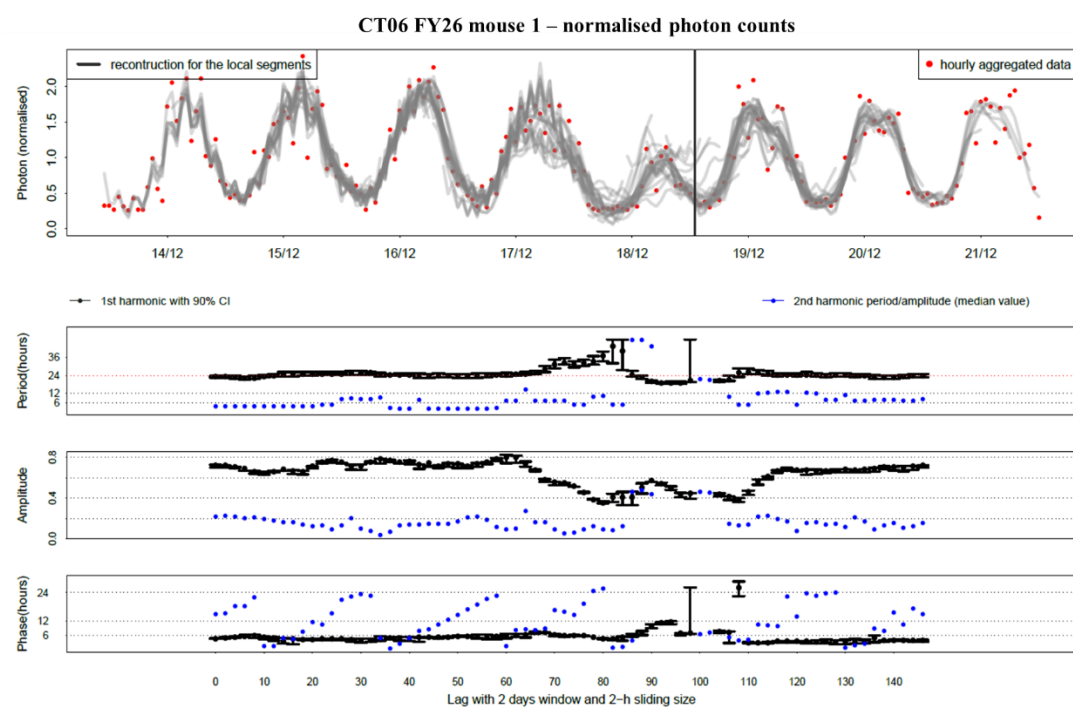 CT06 FY26 mouse 1 – normalised photon counts
recontruction for the local segments
hourly aggregated data
Photon (normalised)
2.0
1.5
1.0
0.5
0.0
14/12 15/12 16/12 17/12 18/12 19/12 20/12 21/12
1st harmonic with 90% CI
2nd harmonic period/amplitude (median value)
Period(hours)
36
24
12
6
Amplitude
0.8
0.4
0.0
Phase(hours)
24
12
6
0 10 20 30 40 50 60 70 80 90 100 110 120 130 140
Lag with 2 days window and 2-h sliding size